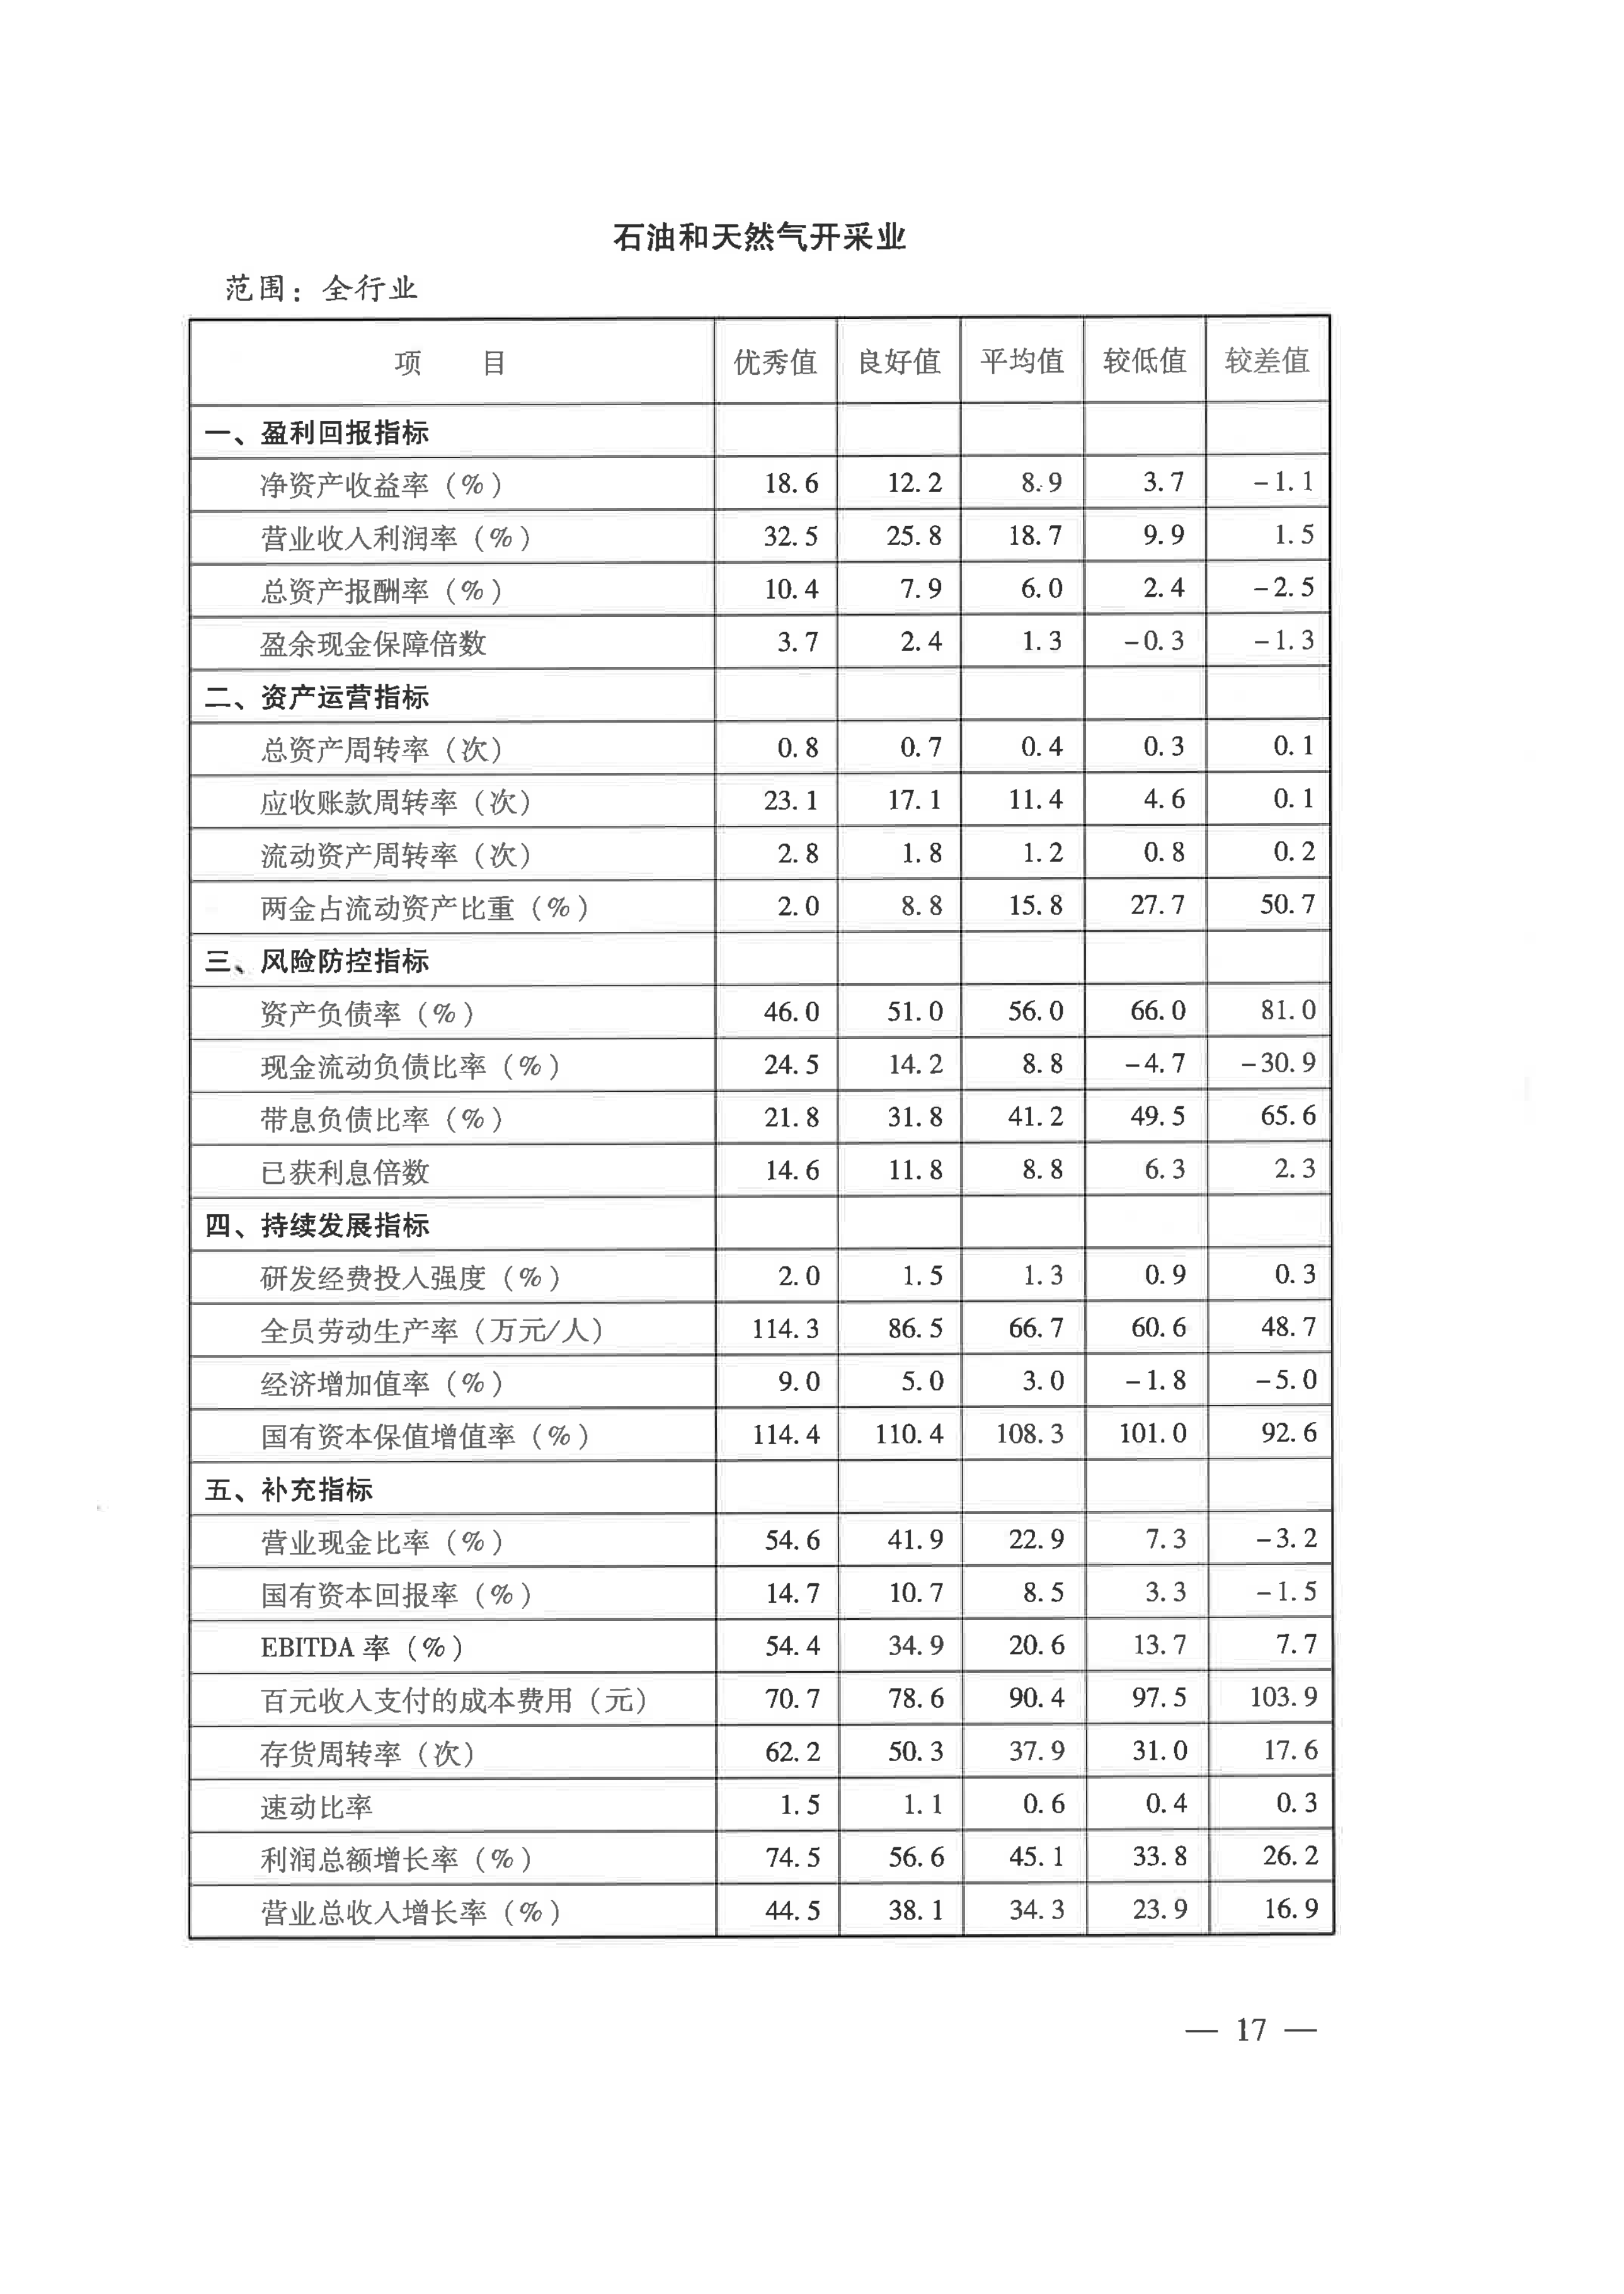 石油和天然气开采业
范围：全行业
项 目 优秀值 良好值 平均值 较低值 较差值
一、盈利回报指标
净资产收益率（%） 18.6 12.2 8.9 3.7 -1.1
营业收入利润率（%） 32.5 25.8 18.7 9.9 1.5
总资产报酬率（%） 10.4 7.9 6.0 2.4 -2.5
盈余现金保障倍数 3.7 2.4 1.3 -0.3 -1.3
二、资产运营指标
总资产周转率（次） 0.8 0.7 0.4 0.3 0.1
应收账款周转率（次） 23.1 17.1 11.4 4.6 0.1
流动资产周转率（次） 2.8 1.8 1.2 0.8 0.2
两金占流动资产比重（%） 2.0 8.8 15.8 27.7 50.7
三、风险防控指标
资产负债率（%） 46.0 51.0 56.0 66.0 81.0
现金流动负债比率（%） 24.5 14.2 8.8 -4.7 -30.9
带息负债比率（%） 21.8 31.8 41.2 49.5 65.6
已获利息倍数 14.6 11.8 8.8 6.3 2.3
四、持续发展指标
研发经费投入强度（%） 2.0 1.5 1.3 0.9 0.3
全员劳动生产率（万元/人） 114.3 86.5 66.7 60.6 48.7
经济增加值率（%） 9.0 5.0 3.0 -1.8 -5.0
国有资本保值增值率（%） 114.4 110.4 108.3 101.0 92.6
五、补充指标
营业现金比率（%） 54.6 41.9 22.9 7.3 -3.2
国有资本回报率（%） 14.7 10.7 8.5 3.3 -1.5
EBITDA率（%） 54.4 34.9 20.6 13.7 7.7
百元收入支付的成本费用（元） 70.7 78.6 90.4 97.5 103.9
存货周转率（次） 62.2 50.3 37.9 31.0 17.6
速动比率 1.5 1.1 0.6 0.4 0.3
利润总额增长率（%） 74.5 56.6 45.1 33.8 26.2
营业总收入增长率（%） 44.5 38.1 34.3 23.9 16.9
— 17 —